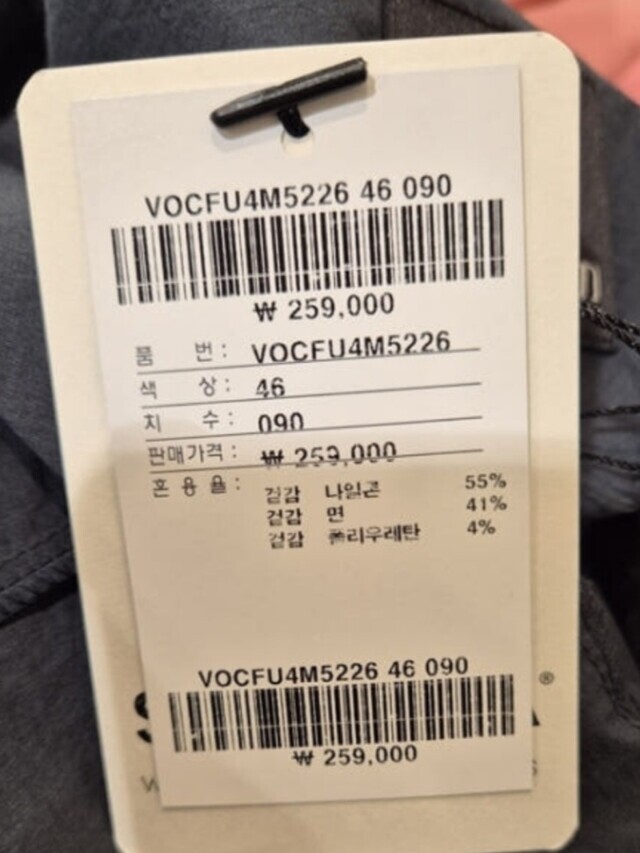 VOCFU4M5226 46 090
₩ 259,000
품 번 : VOCFU4M5226
색 상 : 46
치 수 : 090
판매가격 : ₩ 259,000
혼 용 율 : 겉감 나일론 55%
겉감 면 41%
겉감 폴리우레탄 4%
VOCFU4M5226 46 090
®
₩ 259,000